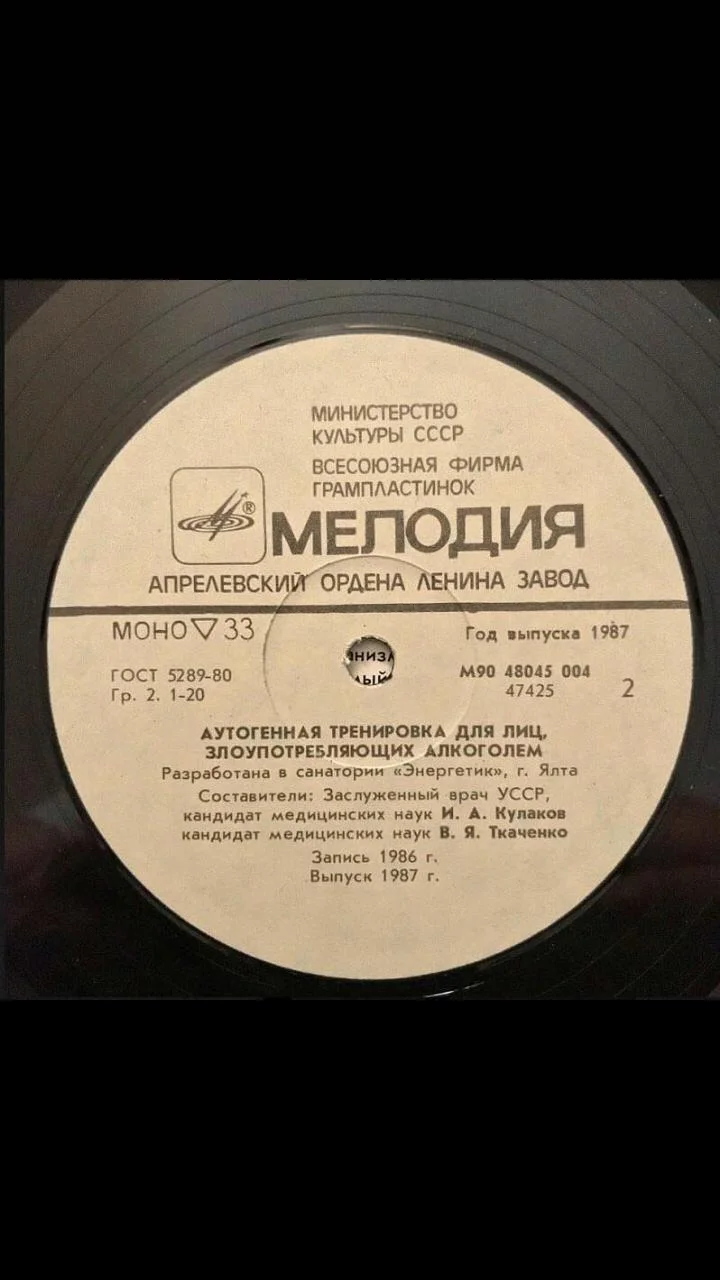 МИНИСТЕРСТВО
КУЛЬТУРЫ СССР
ВСЕСОЮЗНАЯ ФИРМА
ГРАМПЛАСТИНОК
®
МЕЛОДИЯ
АПРЕЛЕВСКИЙ ОРДЕНА ЛЕНИНА ЗАВОД
МОНО ▽ 33
Год выпуска 1987
ГОСТ 5289-80
Гр. 2. 1-20
М90 48045 004
47425
2
АУТОГЕННАЯ ТРЕНИРОВКА ДЛЯ ЛИЦ,
ЗЛОУПОТРЕБЛЯЮЩИХ АЛКОГОЛЕМ
Разработана в санатории «Энергетик», г. Ялта
Составители: Заслуженный врач УССР,
кандидат медицинских наук И. А. Кулаков
кандидат медицинских наук В. Я. Ткаченко
Запись 1986 г.
Выпуск 1987 г.